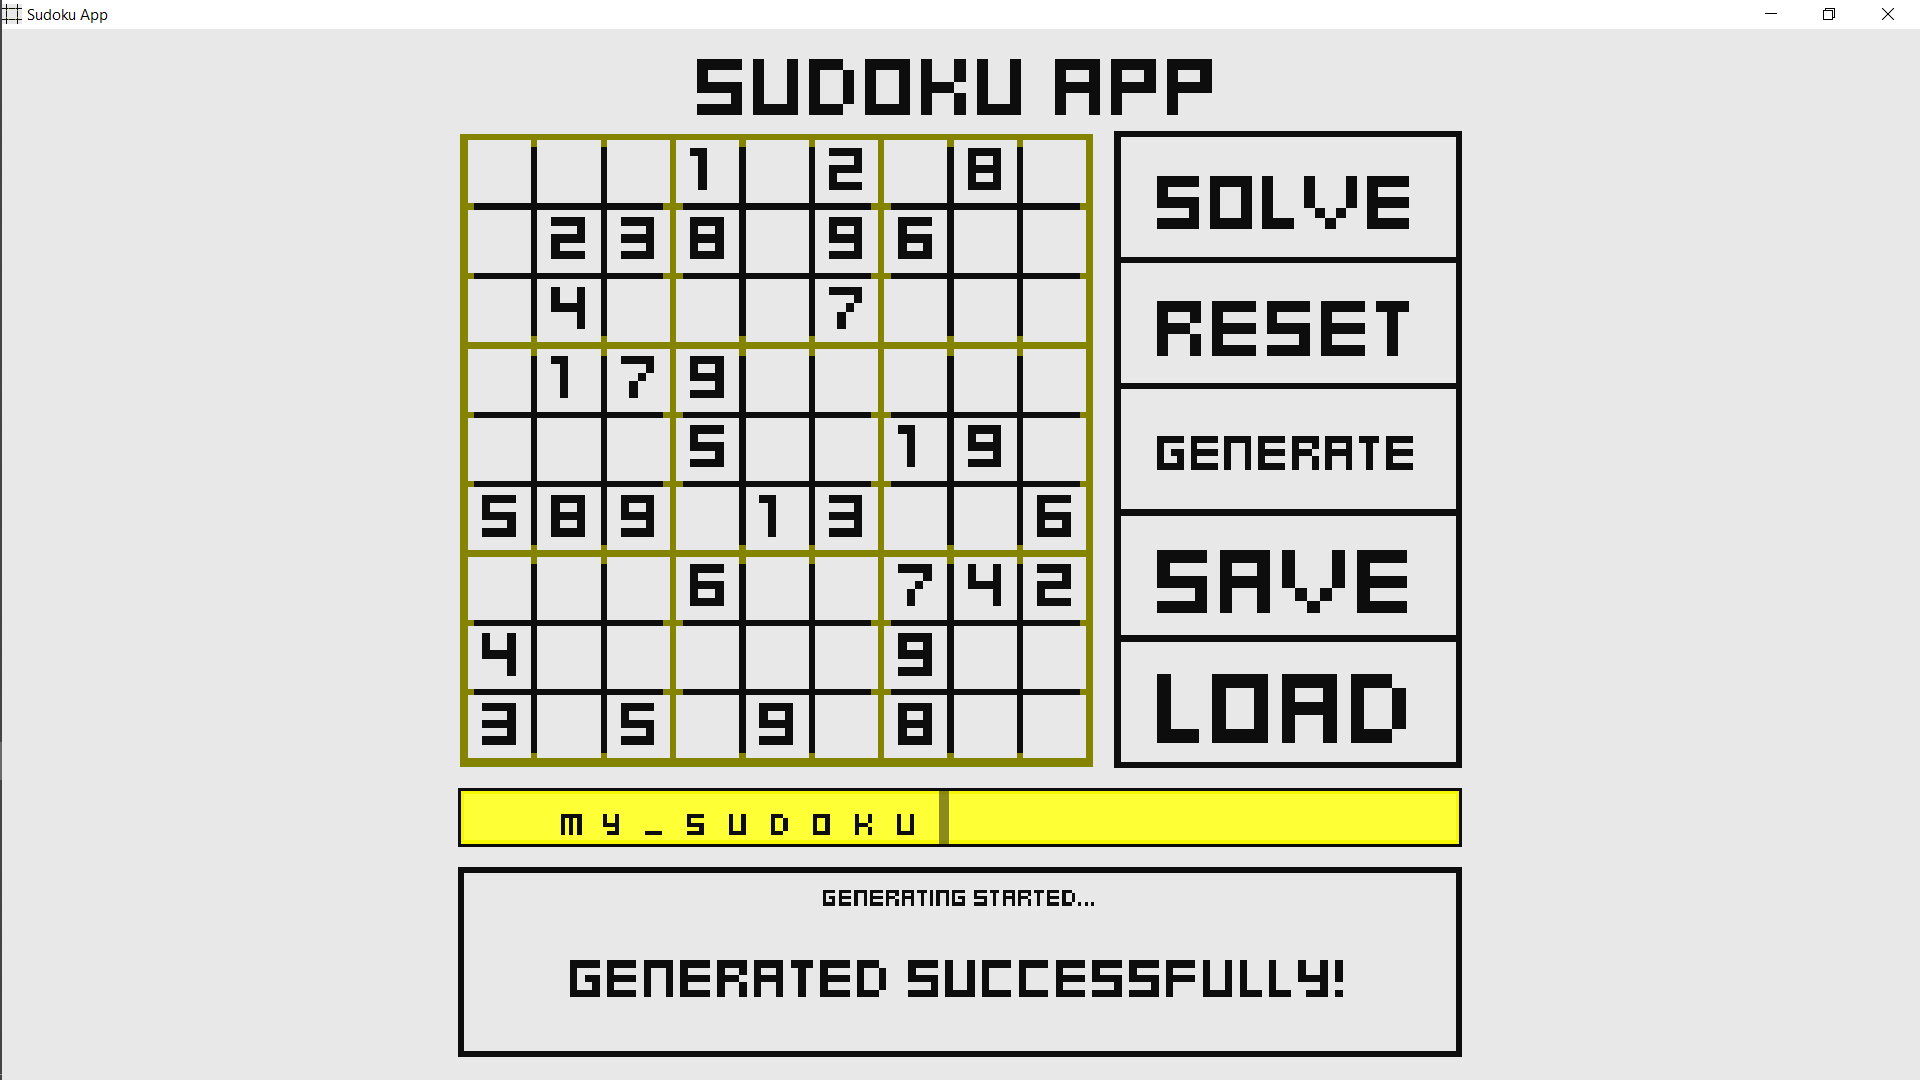 Sudoku App
SUDOKU APP
1 2 8
2 3 8 9 6
4 7
1 7 9
5 1 9
5 8 9 1 3 6
6 7 4 2
4 9
3 5 9 8
SOLVE
RESET
GENERATE
SAVE
LOAD
MY_SUDOKU
GENERATING STARTED...
GENERATED SUCCESSFULLY!